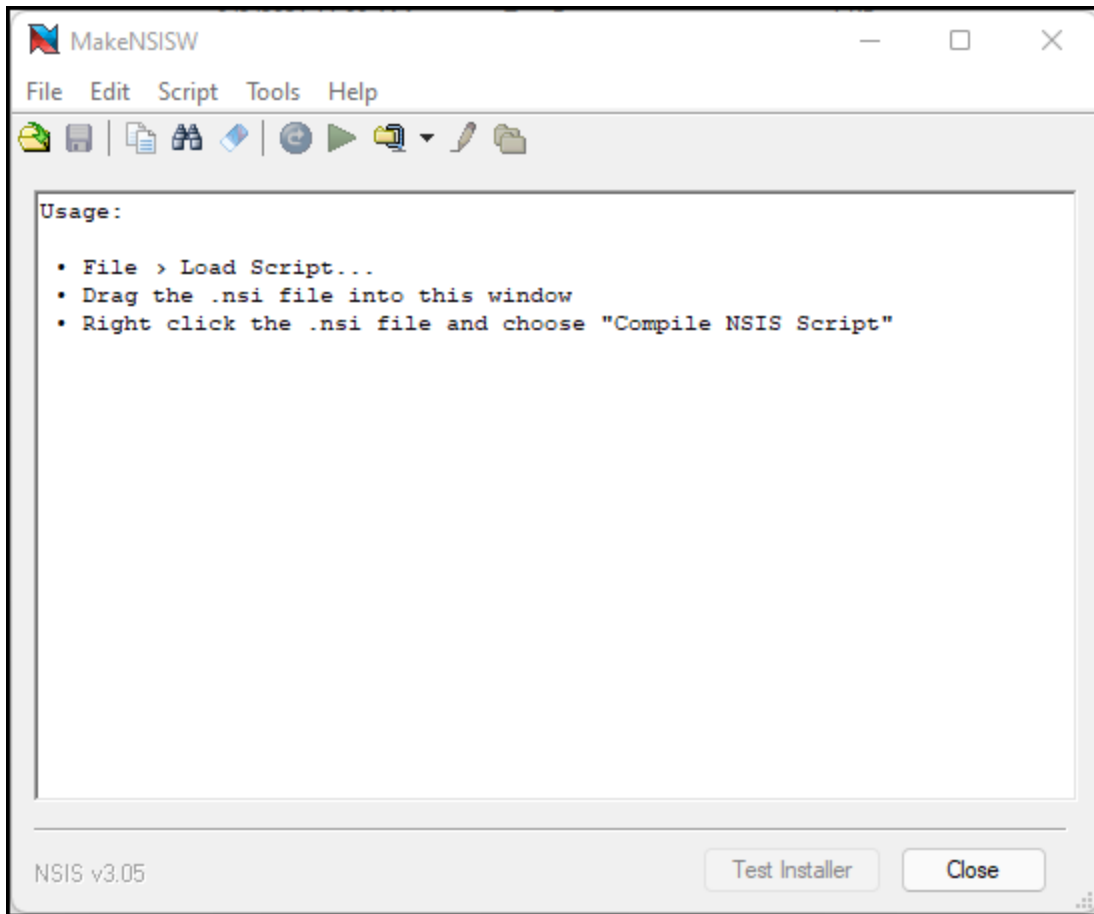 MakeNSISW
File Edit Script Tools Help
Usage:
• File > Load Script...
• Drag the .nsi file into this window
• Right click the .nsi file and choose "Compile NSIS Script"
NSIS v3.05
Test Installer
Close